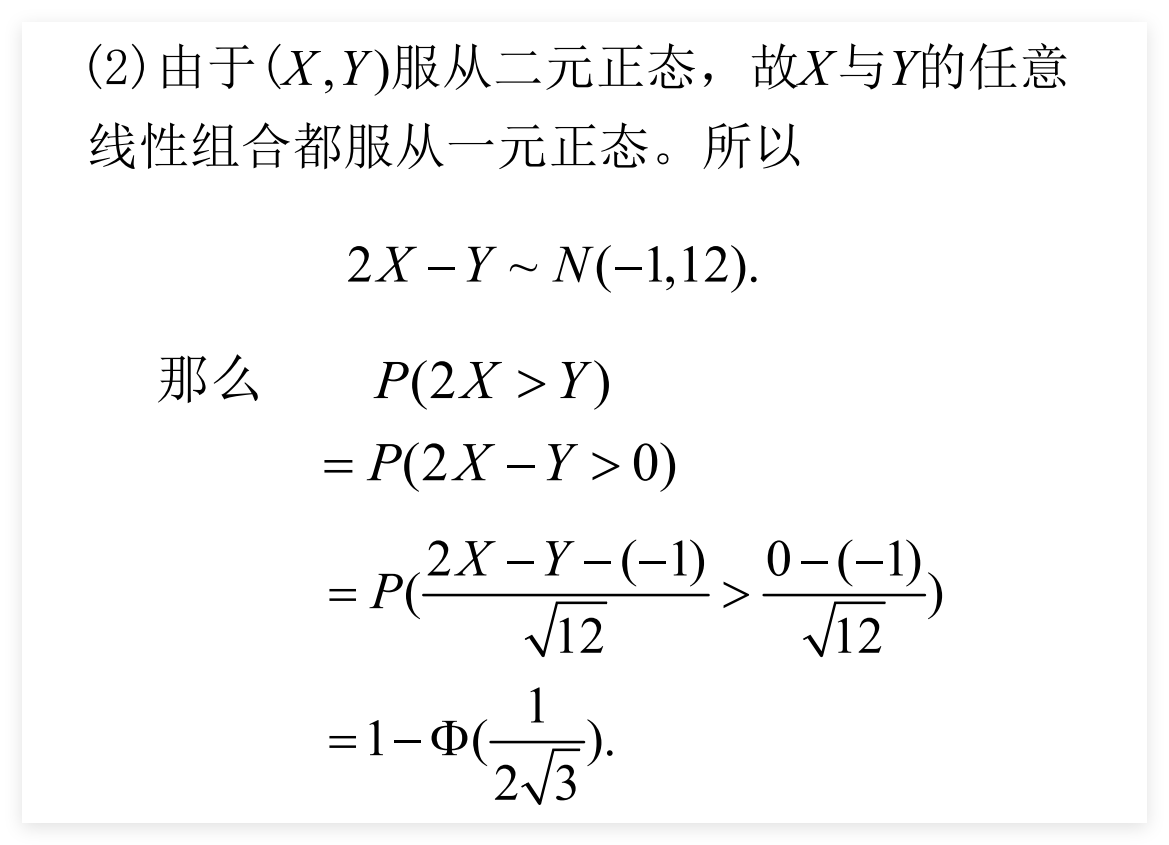 (2)由于(X,Y)服从二元正态，故X与Y的任意
线性组合都服从一元正态。所以
2X−Y ~ N(−1,12).
那么 P(2X > Y)
= P(2X − Y > 0)
= P(\frac{2X − Y − (−1)}{\sqrt{12}} > \frac{0 − (−1)}{\sqrt{12}})
= 1 − Φ(\frac{1}{2\sqrt{3}}).